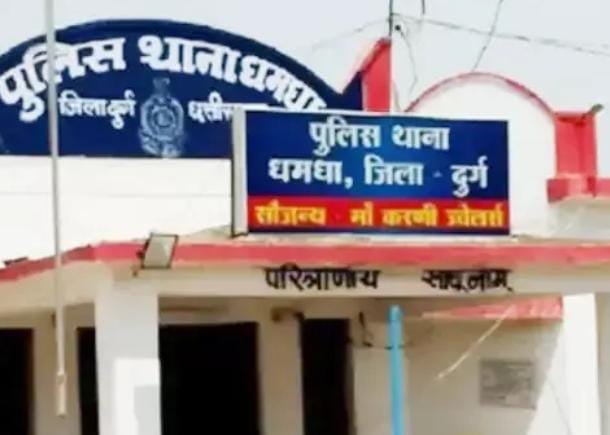 पुलिस थाना धमधा
जिला दुर्ग
पुलिस थाना
धमधा, जिला - दुर्ग
सौजन्य - माँ करणी ज्वेलर्स
परित्राणाय साधूनाम्